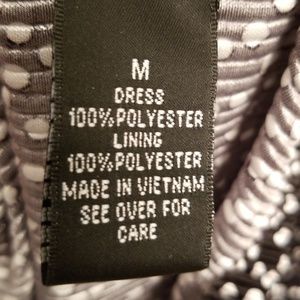 M
DRESS
100%POLYESTER
LINING
100%POLYESTER
MADE IN VIETNAM
SEE OVER FOR
CARE